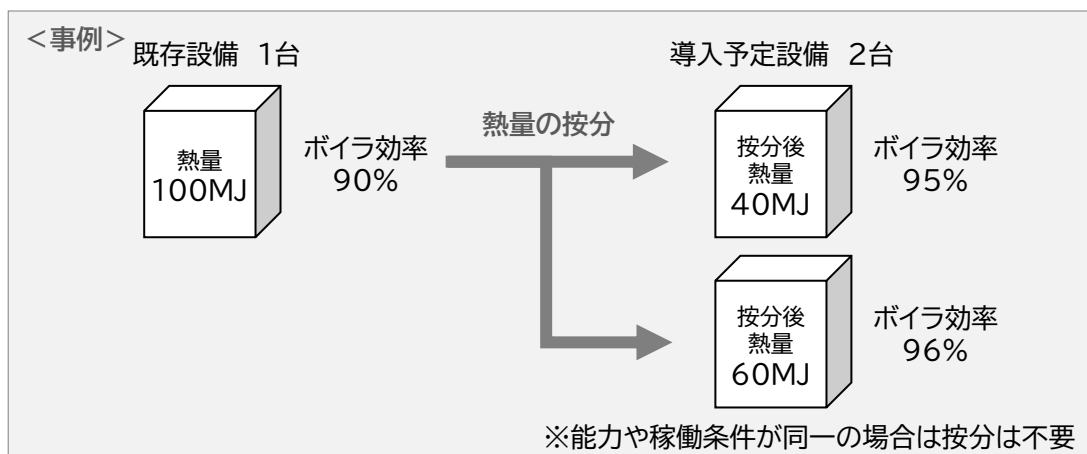 <事例>
既存設備 1台
導入予定設備 2台
熱量
100MJ
ボイラ効率
90%
熱量の按分
按分後
熱量
40MJ
ボイラ効率
95%
按分後
熱量
60MJ
ボイラ効率
96%
※能力や稼働条件が同一の場合は按分は不要